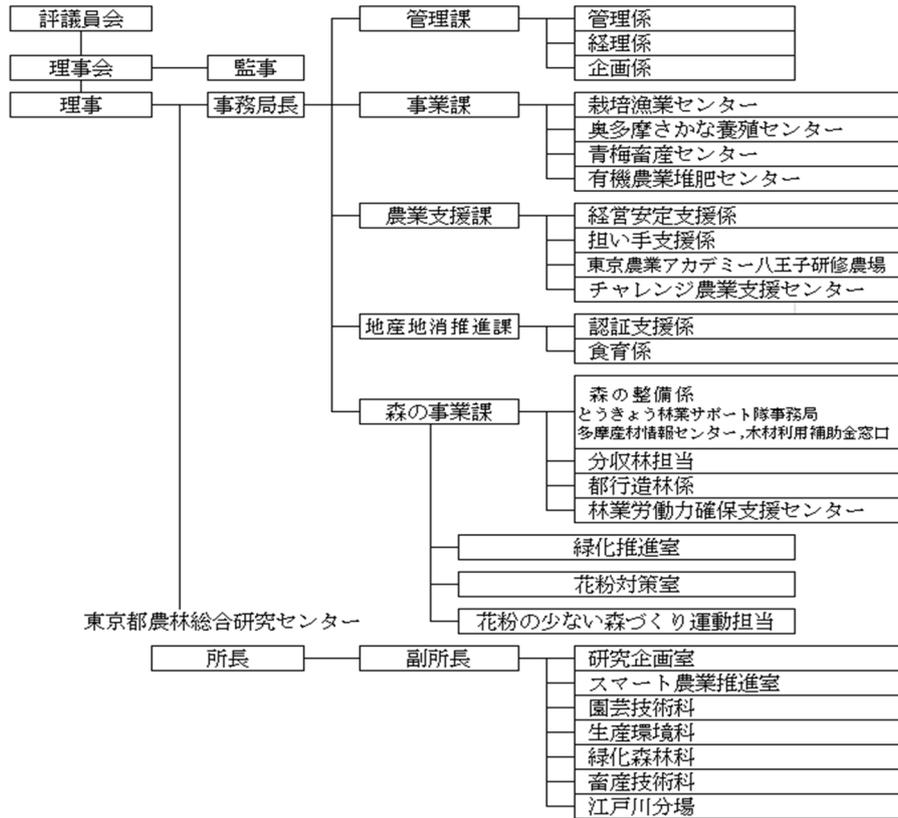 評議員会
理事会
監事
理事
事務局長
管理課
管理係
経理係
企画係
事業課
栽培漁業センター
奥多摩さかな養殖センター
青梅畜産センター
有機農業堆肥センター
農業支援課
経営安定支援係
担い手支援係
東京農業アカデミー八王子研修農場
チャレンジ農業支援センター
地産地消推進課
認証支援係
食育係
森の事業課
森の整備係
とうきょう林業サポート隊事務局
多摩産材情報センター,木材利用補助金窓口
分収林担当
都行造林係
林業労働力確保支援センター
緑化推進室
花粉対策室
花粉の少ない森づくり運動担当
東京都農林総合研究センター
所長
副所長
研究企画室
スマート農業推進室
園芸技術科
生産環境科
緑化森林科
畜産技術科
江戸川分場